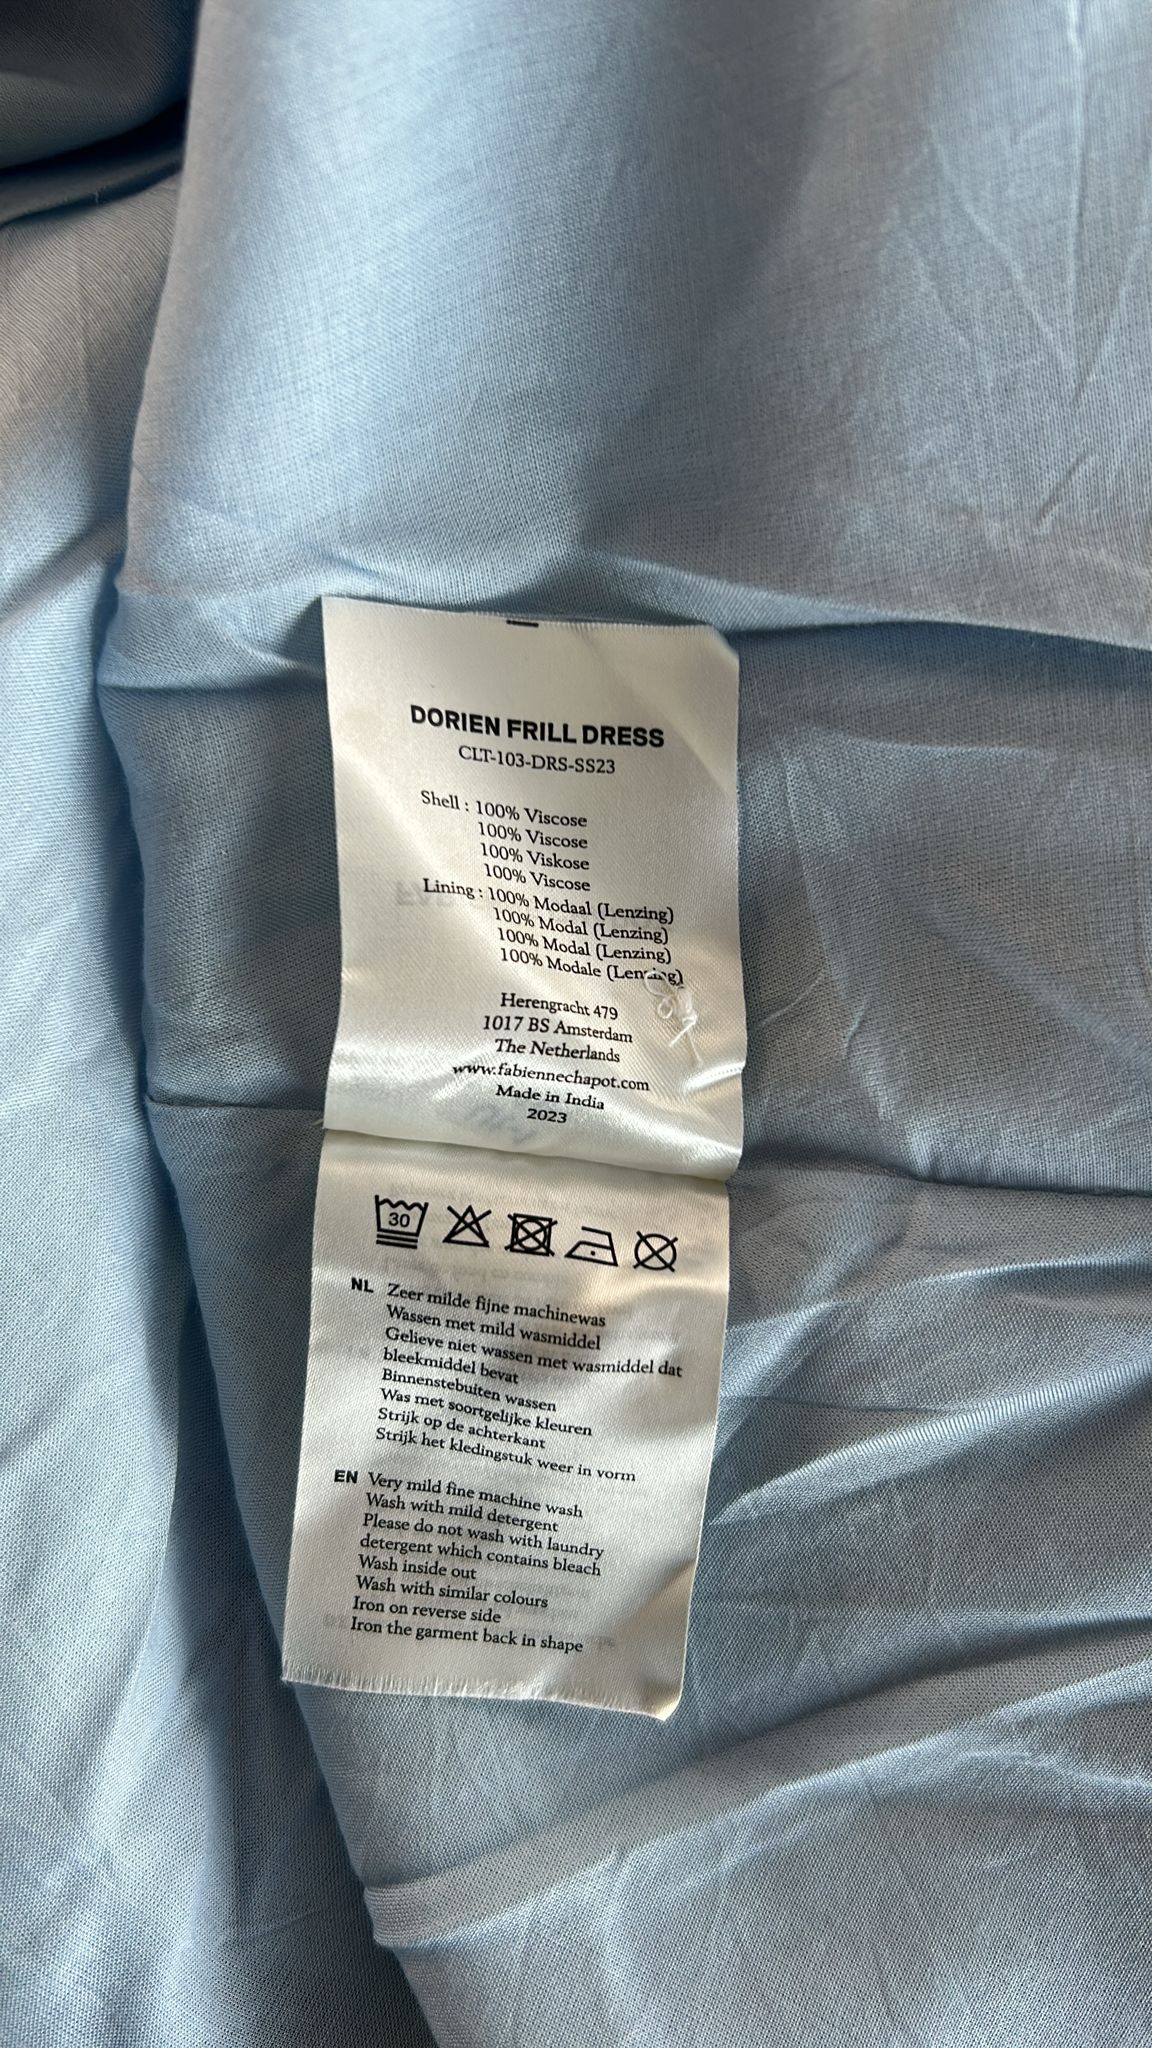 DORIEN FRILL DRESS
CLT-103-DRS-SS23
Shell : 100% Viscose
100% Viscose
100% Viskose
100% Viscose
Lining : 100% Modaal (Lenzing)
100% Modal (Lenzing)
100% Modal (Lenzing)
100% Modale (Lenzing)
Herengracht 479
1017 BS Amsterdam
The Netherlands
www.fabiennechapot.com
Made in India
2023
30
NL Zeer milde fijne machinewas
Wassen met mild wasmiddel
Gelieve niet wassen met wasmiddel dat
bleekmiddel bevat
Binnenstebuiten wassen
Was met soortgelijke kleuren
Strijk op de achterkant
Strijk het kledingstuk weer in vorm
EN Very mild fine machine wash
Wash with mild detergent
Please do not wash with laundry
detergent which contains bleach
Wash inside out
Wash with similar colours
Iron on reverse side
Iron the garment back in shape